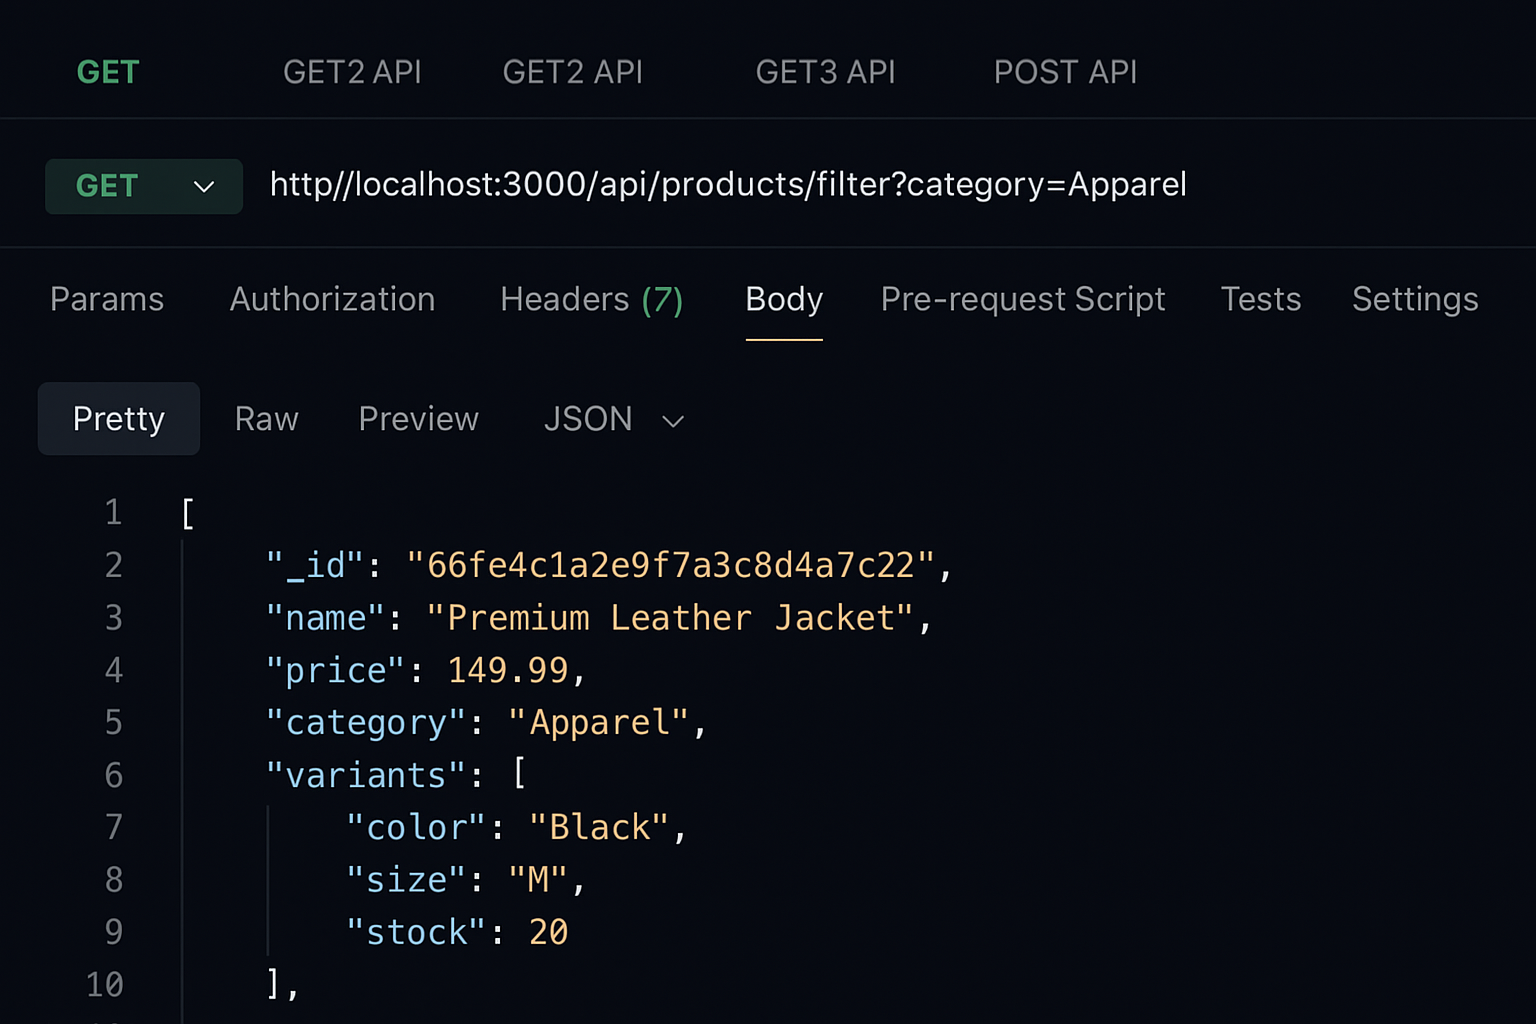 GET GET2 API GET2 API GET3 API POST API
GET http//localhost:3000/api/products/filter?category=Apparel
Params Authorization Headers (7) Body Pre-request Script Tests Settings
Pretty Raw Preview JSON
1 [
2 "_id": "66fe4c1a2e9f7a3c8d4a7c22",
3 "name": "Premium Leather Jacket",
4 "price": 149.99,
5 "category": "Apparel",
6 "variants": [
7 "color": "Black",
8 "size": "M",
9 "stock": 20
10 ],